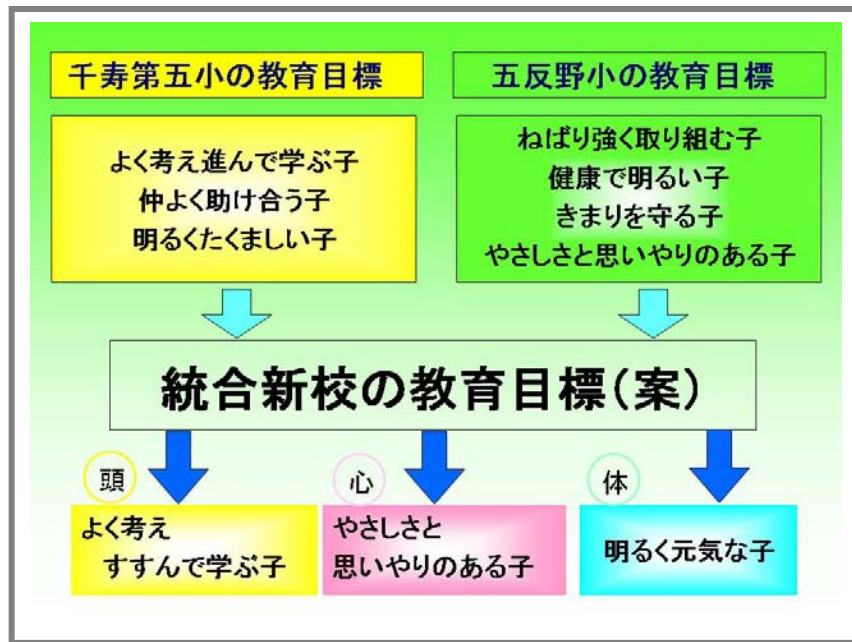 千寿第五小の教育目標
五反野小の教育目標
よく考え進んで学ぶ子
仲よく助け合う子
明るくたくましい子
ねばり強く取り組む子
健康で明るい子
きまりを守る子
やさしさと思いやりのある子
統合新校の教育目標(案)
頭
よく考え
すすんで学ぶ子
心
やさしさと
思いやりのある子
体
明るく元気な子